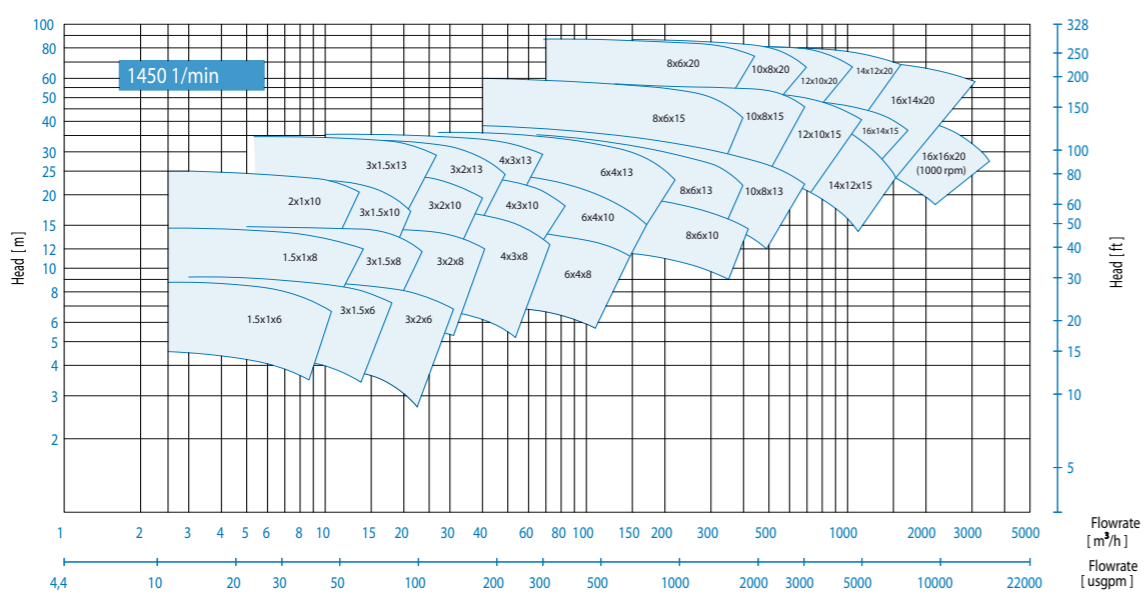 1450 1/min
Head [m]
100
80
60
50
40
30
25
20
15
12
10
8
6
5
4
3
2
8x6x20
10x8x20
12x10x20
14x12x20
16x14x20
8x6x15
10x8x15
12x10x15
16x14x15
16x16x20
(1000 rpm)
3x1.5x13
3x2x13
4x3x13
6x4x13
8x6x13
10x8x13
14x12x15
2x1x10
3x1.5x10
3x2x10
4x3x10
6x4x10
8x6x10
1.5x1x8
3x1.5x8
3x2x8
4x3x8
6x4x8
1.5x1x6
3x1.5x6
3x2x6
328
250
200
150
100
80
60
50
40
30
20
15
10
5
Head [ft]
1 2 3 4 5 6 8 10 15 20 30 40 60 80 100 150 200 300 500 1000 2000 3000 5000
Flowrate
[m³/h]
4,4 10 20 30 50 100 200 300 500 1000 2000 3000 5000 10000 22000
Flowrate
[usgpm]